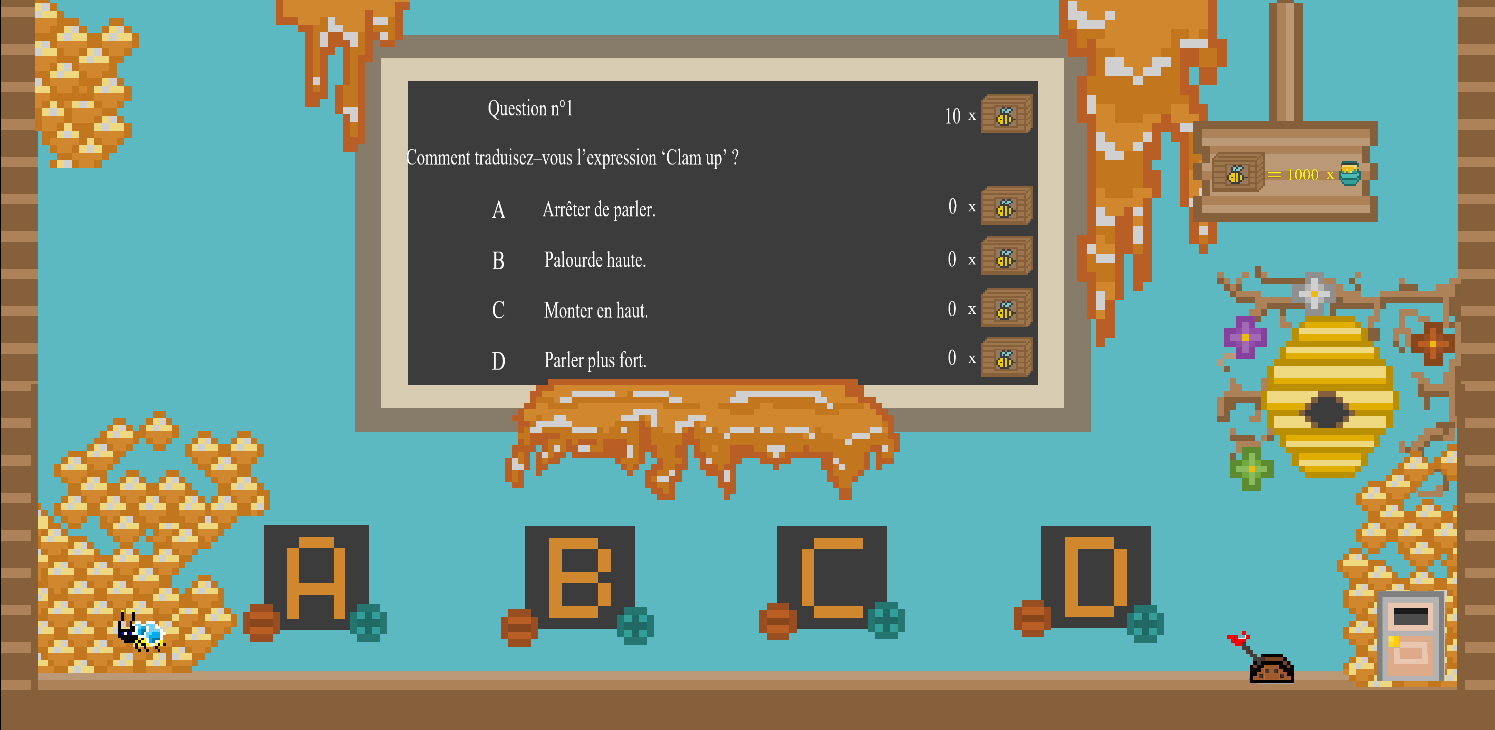 Question n°1
10 x
Comment traduisez–vous l'expression ‘Clam up’ ?
= 1000 x
A Arrêter de parler. 0 x
B Palourde haute. 0 x
C Monter en haut. 0 x
D Parler plus fort. 0 x
A B C D